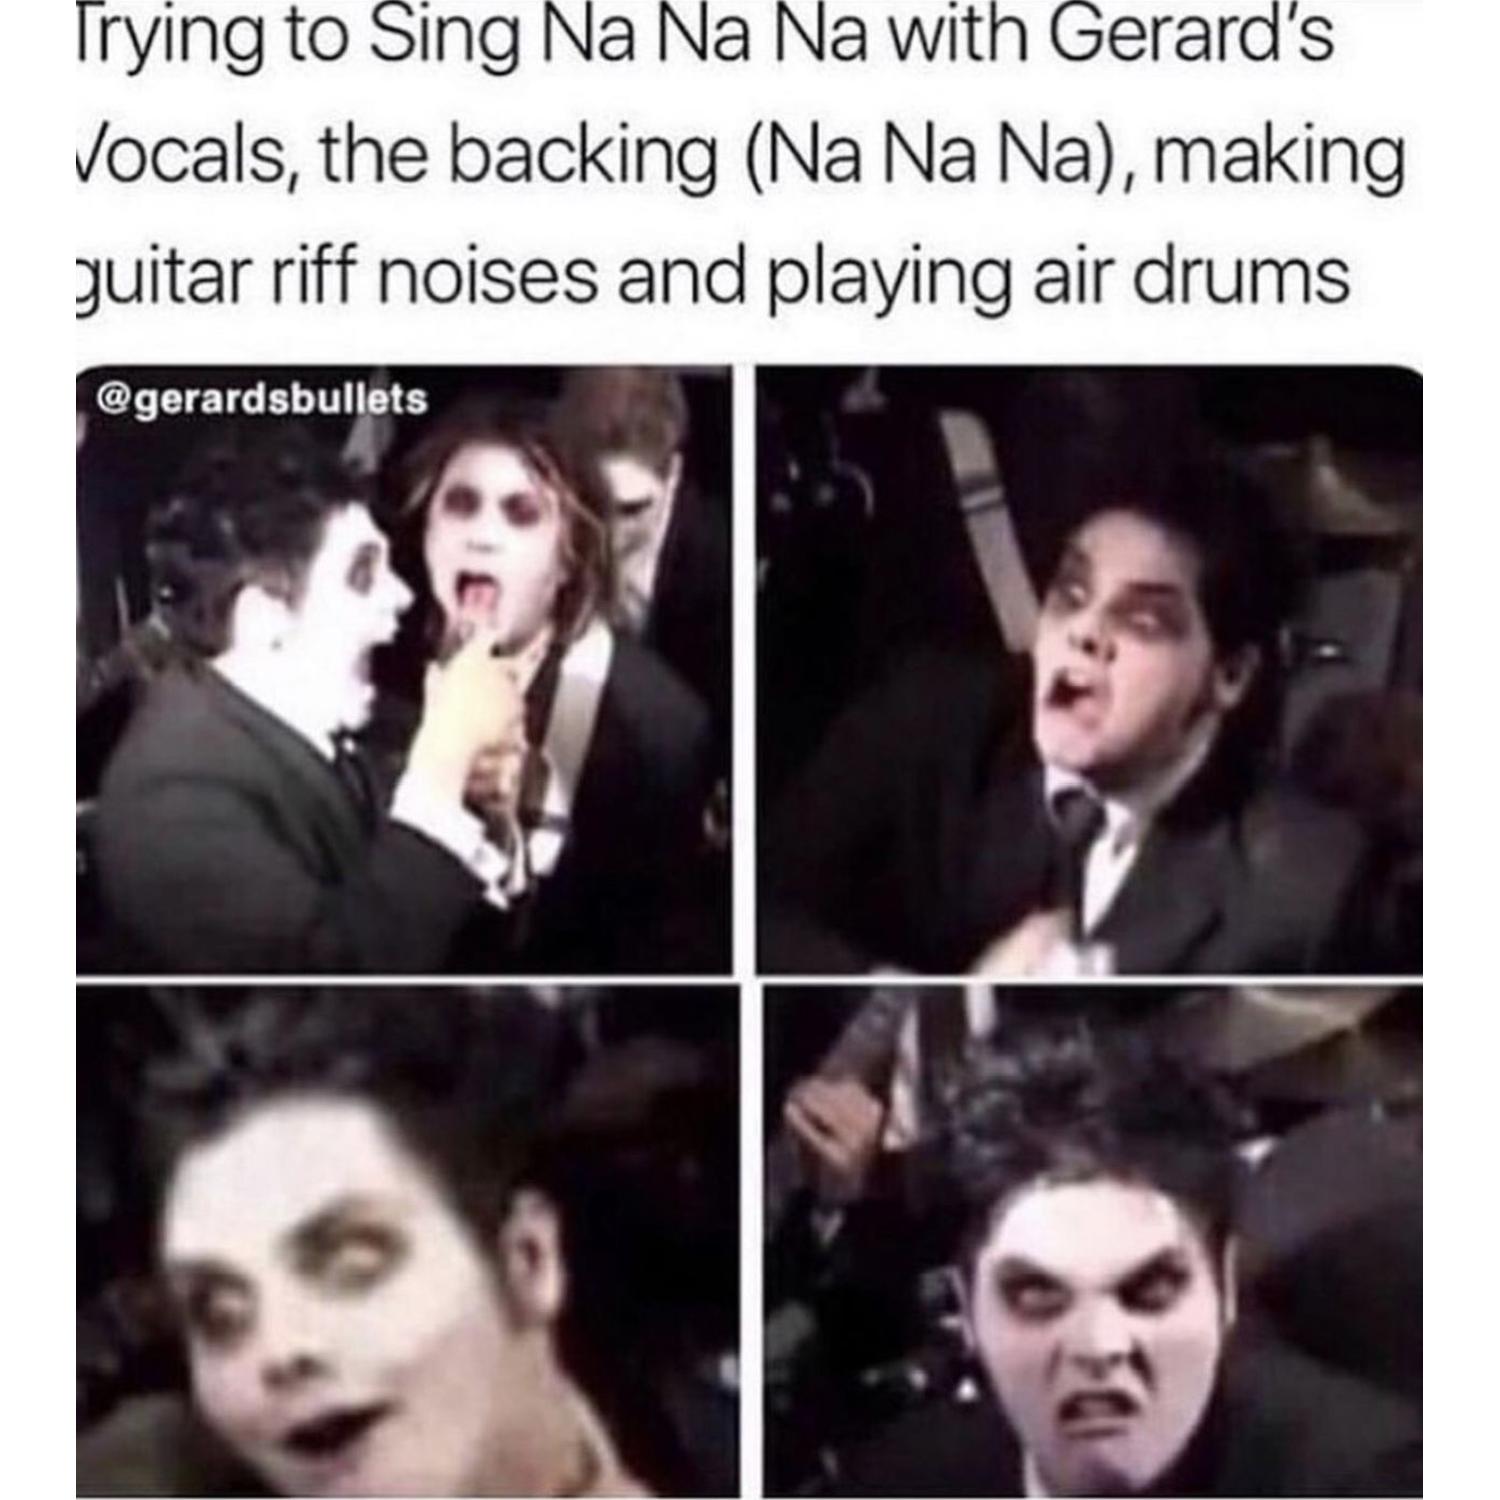 Trying to Sing Na Na Na with Gerard's
Vocals, the backing (Na Na Na), making
guitar riff noises and playing air drums
@gerardsbullets